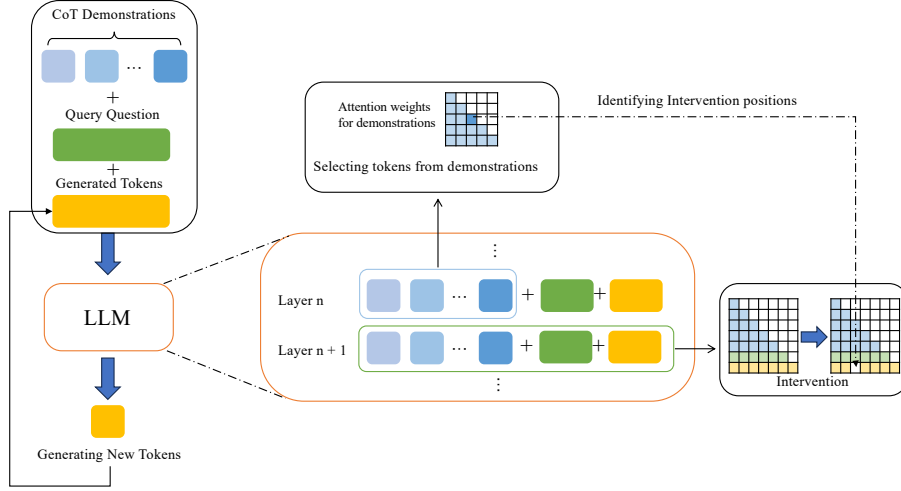 CoT Demonstrations
...
+
Query Question
+
Generated Tokens
LLM
Generating New Tokens
Attention weights
for demonstrations
Selecting tokens from demonstrations
Identifying Intervention positions
⋮
Layer n
... + +
Layer n + 1
... + +
⋮
Intervention